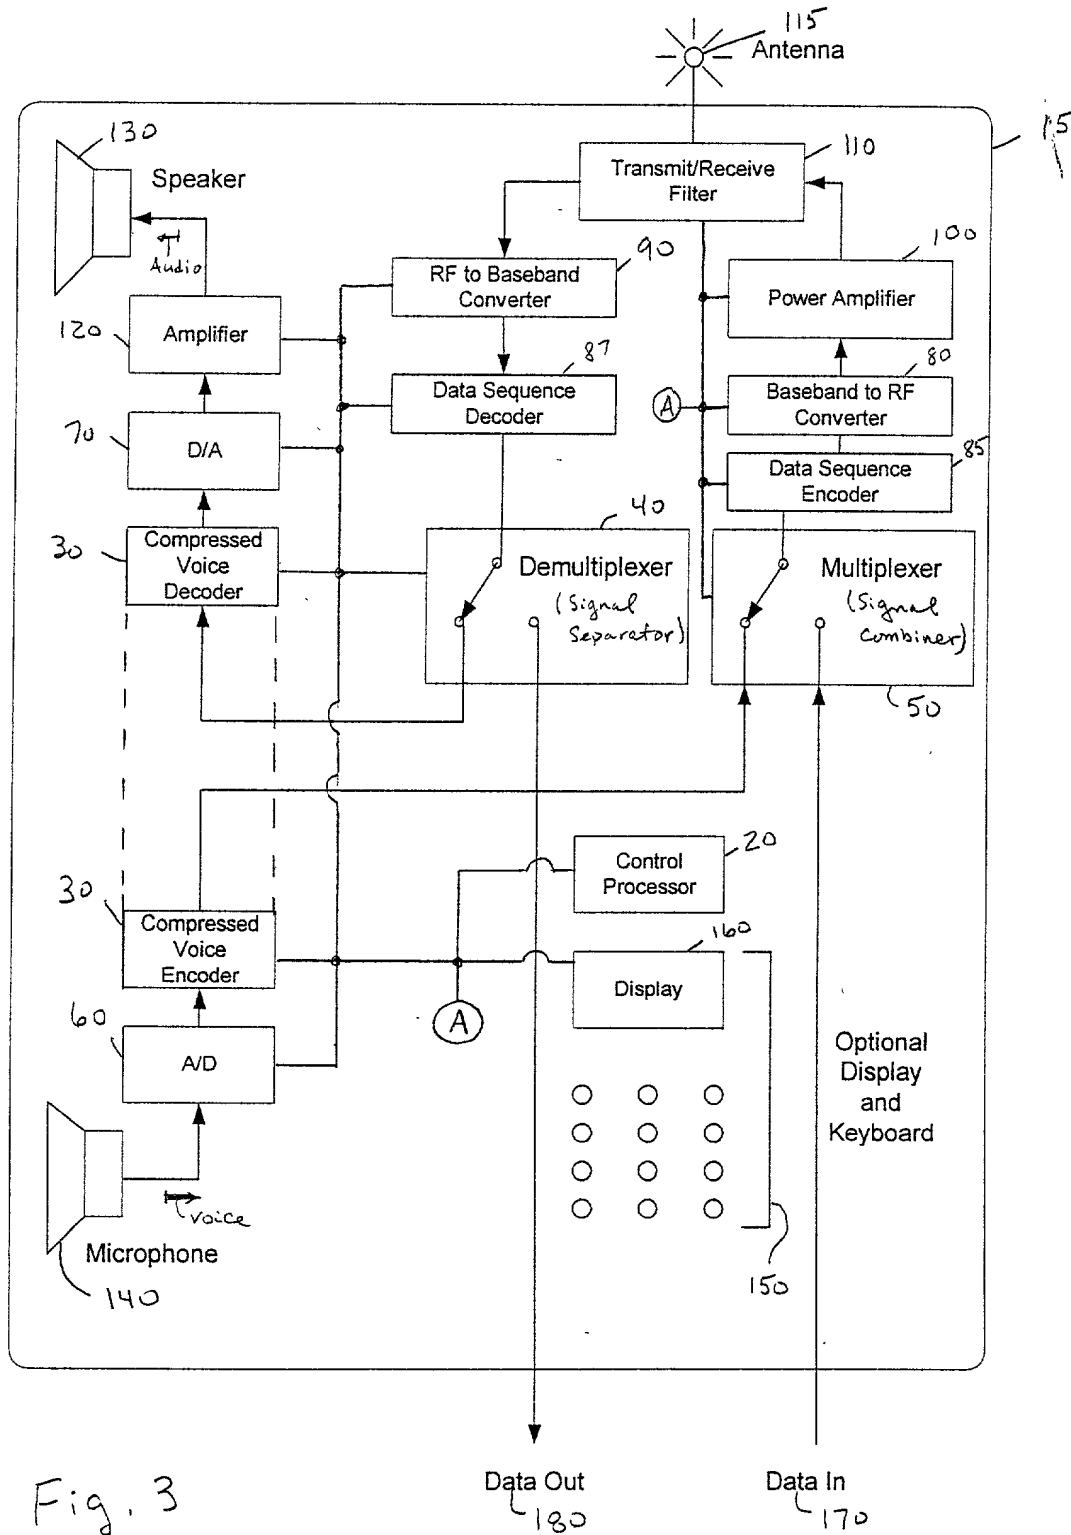 115
Antenna
15
130
Speaker
Audio
Transmit/Receive
Filter
110
90
RF to Baseband
Converter
100
Power Amplifier
120
Amplifier
87
Data Sequence
Decoder
80
Baseband to RF
Converter
A
70
D/A
85
Data Sequence
Encoder
30
Compressed
Voice
Decoder
40
Demultiplexer
(Signal
Separator)
Multiplexer
(Signal
Combiner)
50
20
Control
Processor
30
Compressed
Voice
Encoder
160
Display
A
60
A/D
Optional
Display
and
Keyboard
voice
Microphone
140
150
Fig. 3
Data Out
180
Data In
170